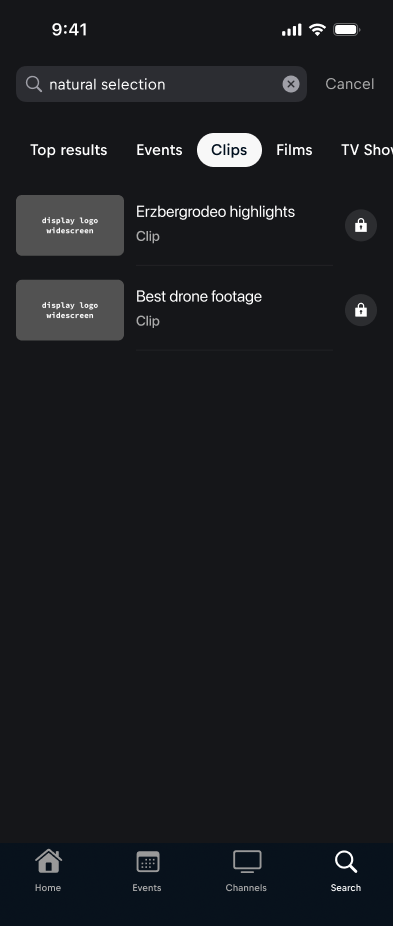 9:41
natural selection
Cancel
Top results
Events
Clips
Films
TV Sho
display logo
widescreen
Erzbergrodeo highlights
Clip
display logo
widescreen
Best drone footage
Clip
Home
Events
Channels
Search